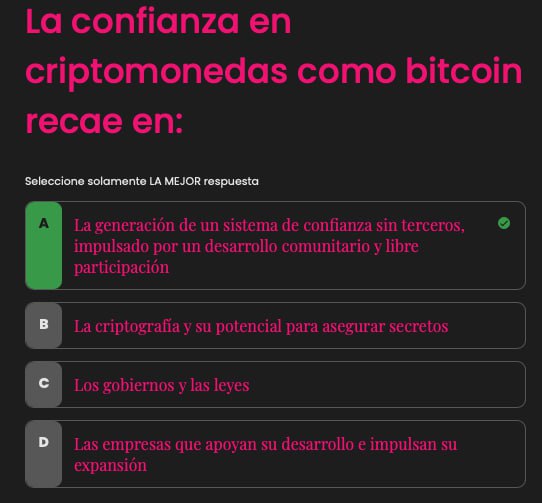 La confianza en
criptomonedas como bitcoin
recae en:
Seleccione solamente LA MEJOR respuesta
A
La generación de un sistema de confianza sin terceros,
impulsado por un desarrollo comunitario y libre
participación
B
La criptografía y su potencial para asegurar secretos
C
Los gobiernos y las leyes
D
Las empresas que apoyan su desarrollo e impulsan su
expansión